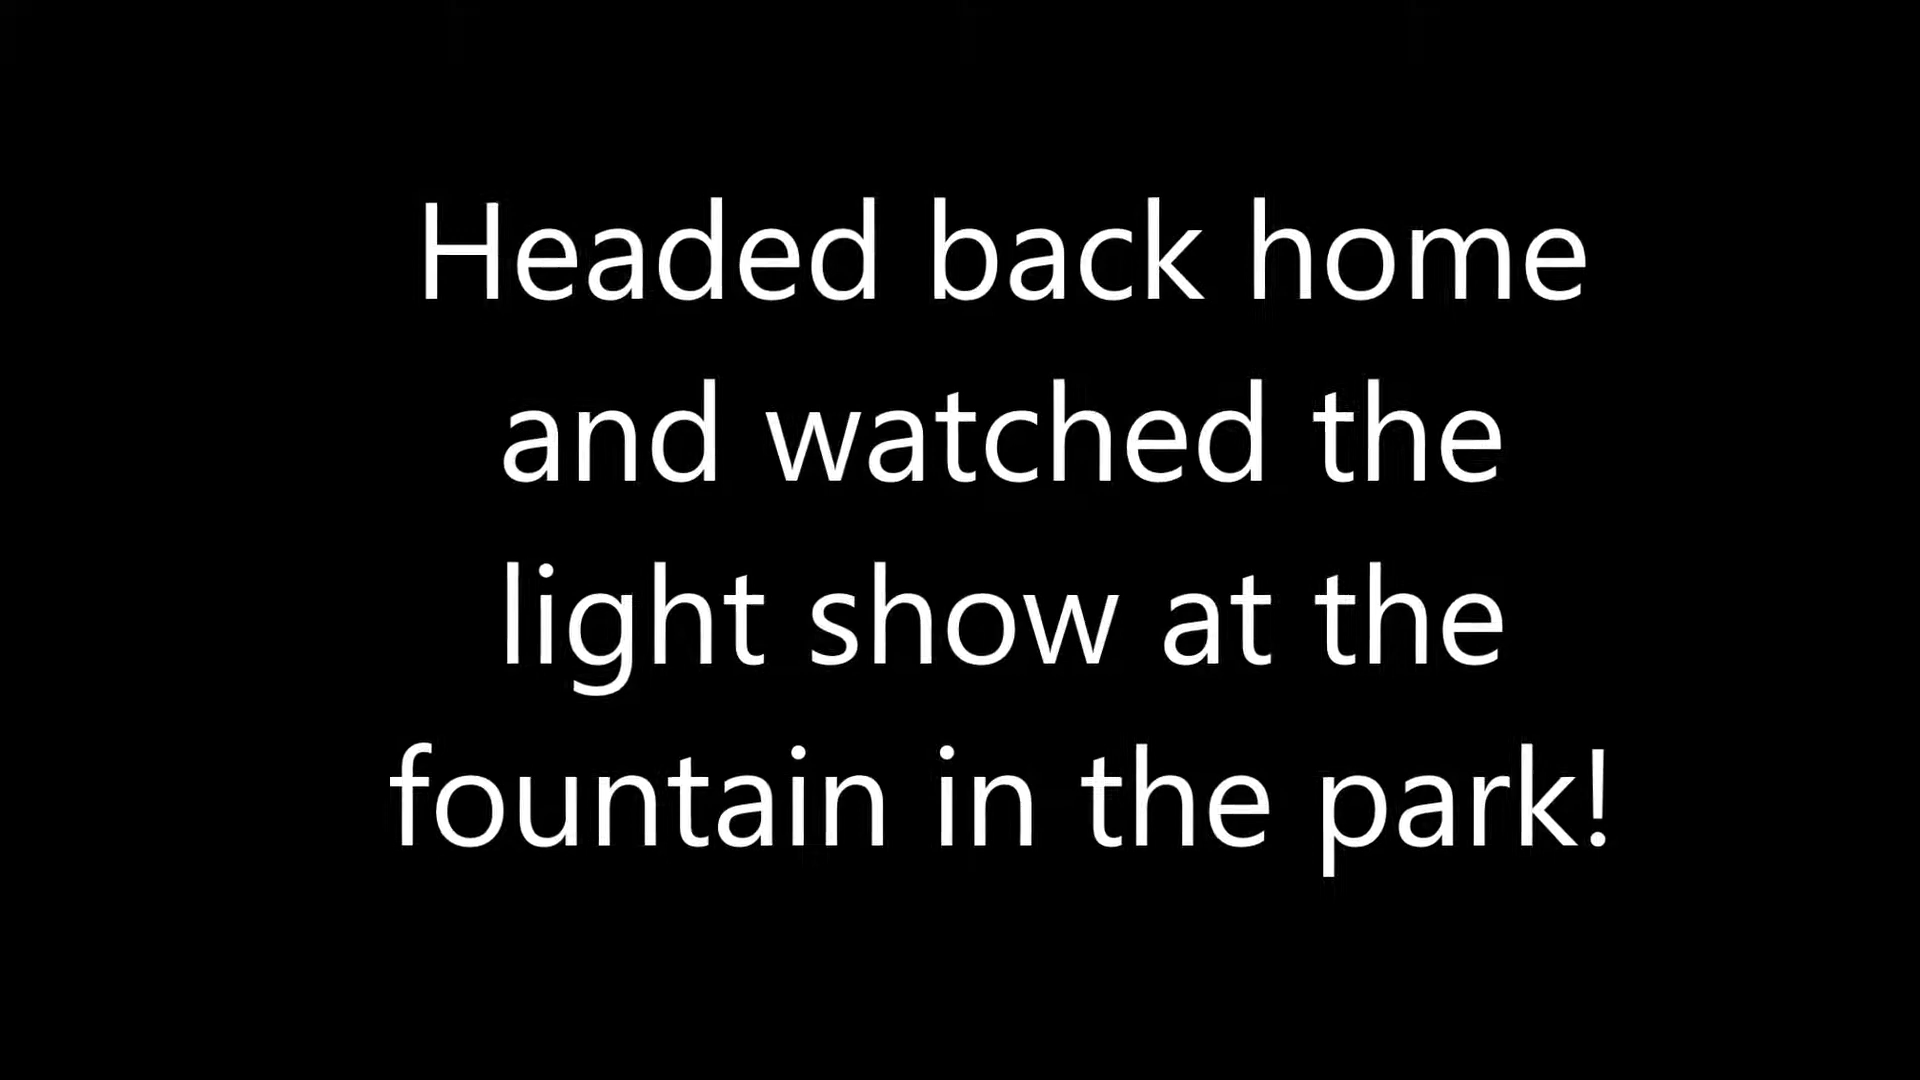 Headed back home
and watched the
light show at the
fountain in the park!